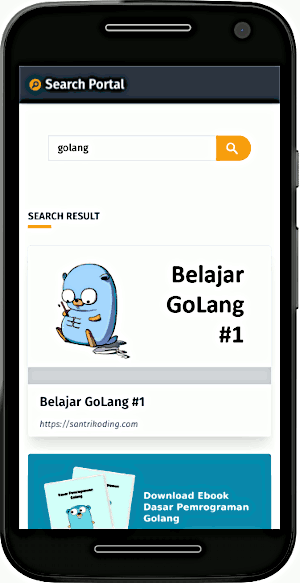 Search Portal
golang
SEARCH RESULT
Belajar
GoLang
#1
Belajar GoLang #1
https://santrikoding.com
Dasar Pemrograman
Golang
Download Ebook
Dasar Pemrograman
Golang